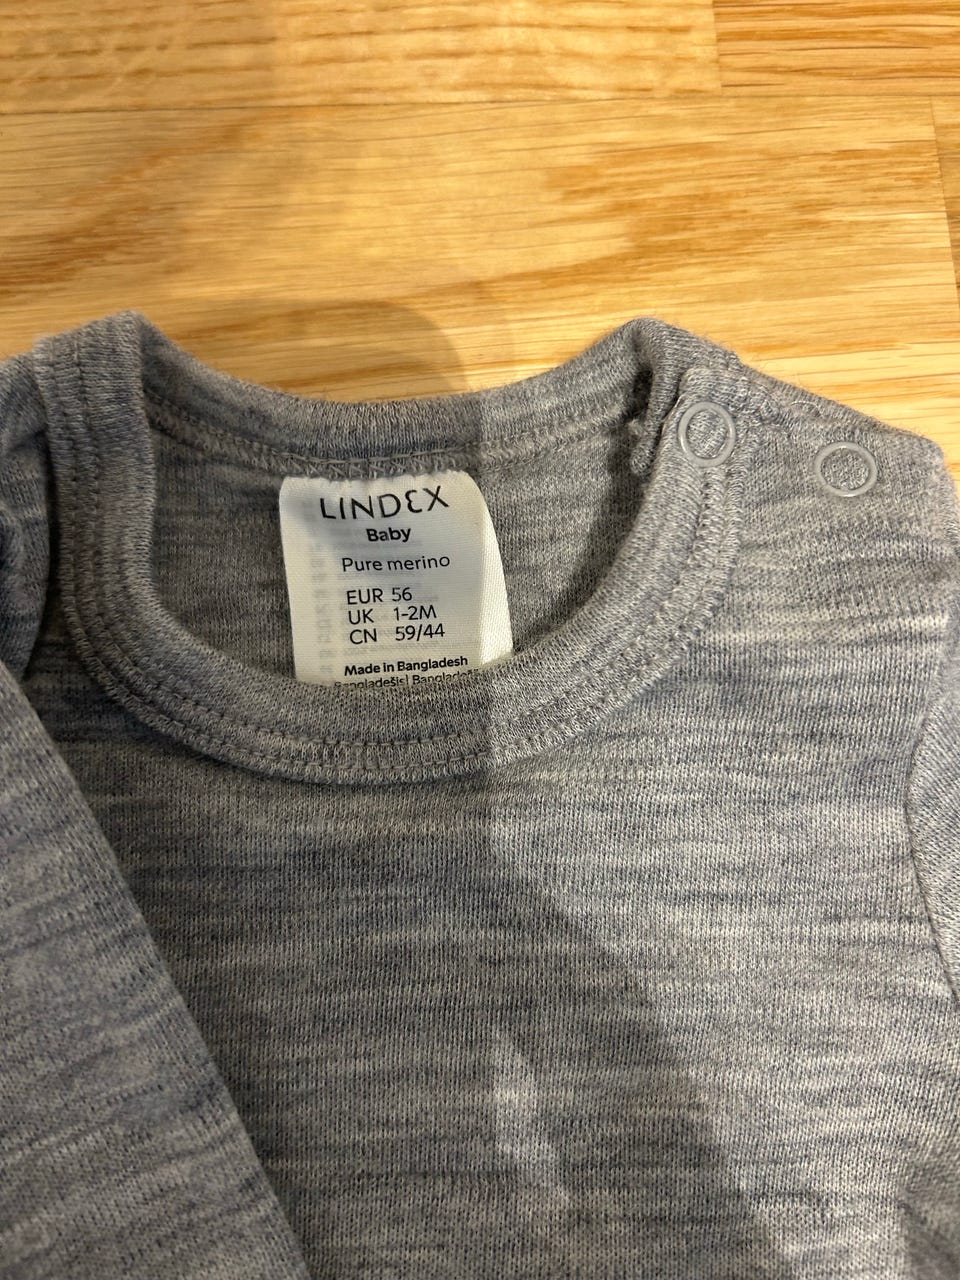 LINDEX
Baby
Pure merino
EUR 56
UK 1-2M
CN 59/44
Made in Bangladesh